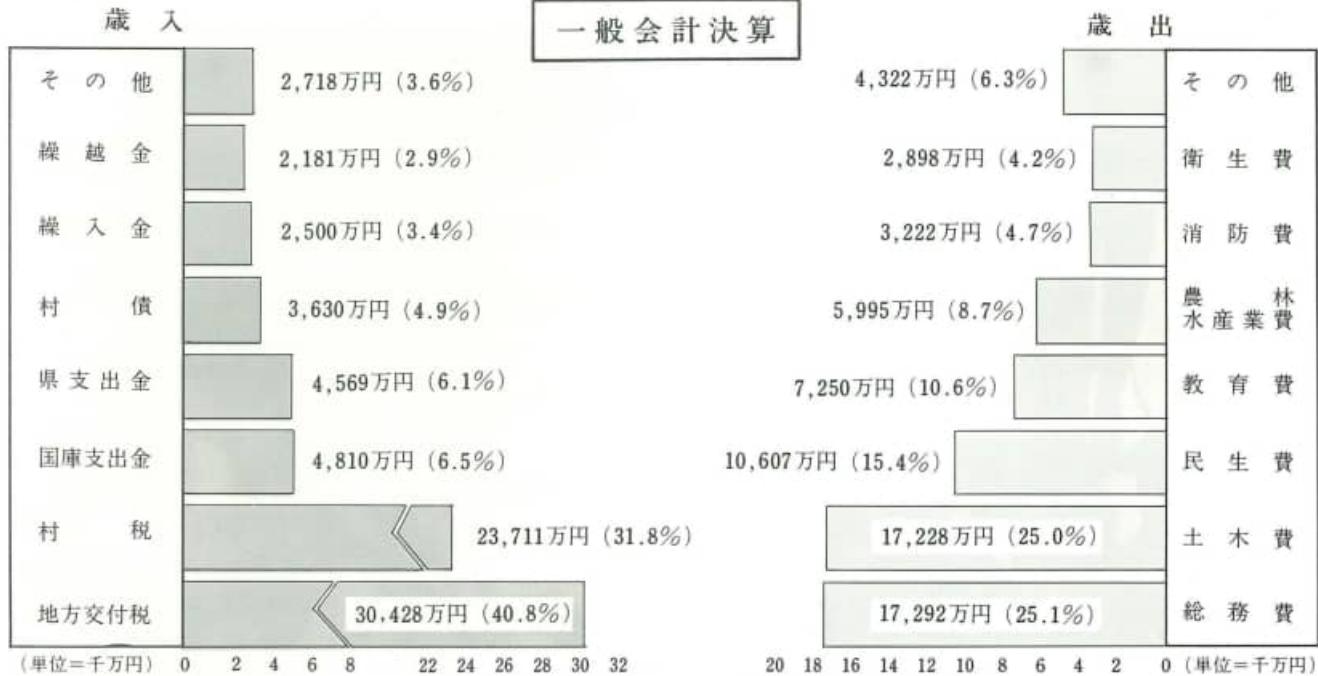 一般会計決算
歳入
その他 2,718万円 (3.6%)
繰越金 2,181万円 (2.9%)
繰入金 2,500万円 (3.4%)
村債 3,630万円 (4.9%)
県支出金 4,569万円 (6.1%)
国庫支出金 4,810万円 (6.5%)
村税 23,711万円 (31.8%)
地方交付税 30,428万円 (40.8%)
(単位=千万円) 0 2 4 6 8 22 24 26 28 30 32
歳出
4,322万円 (6.3%) その他
2,898万円 (4.2%) 衛生費
3,222万円 (4.7%) 消防費
5,995万円 (8.7%) 農林水産業費
7,250万円 (10.6%) 教育費
10,607万円 (15.4%) 民生費
17,228万円 (25.0%) 土木費
17,292万円 (25.1%) 総務費
20 18 16 14 12 10 8 6 4 2 0 (単位=千万円)